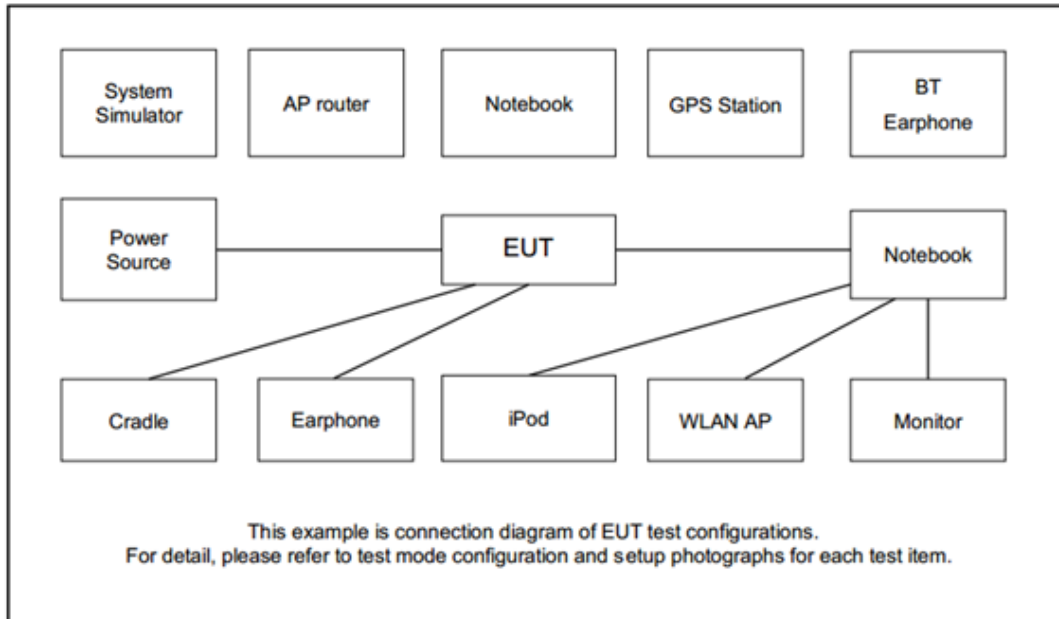 System
Simulator
AP router
Notebook
GPS Station
BT
Earphone
Power
Source
EUT
Notebook
Cradle
Earphone
iPod
WLAN AP
Monitor
This example is connection diagram of EUT test configurations.
For detail, please refer to test mode configuration and setup photographs for each test item.